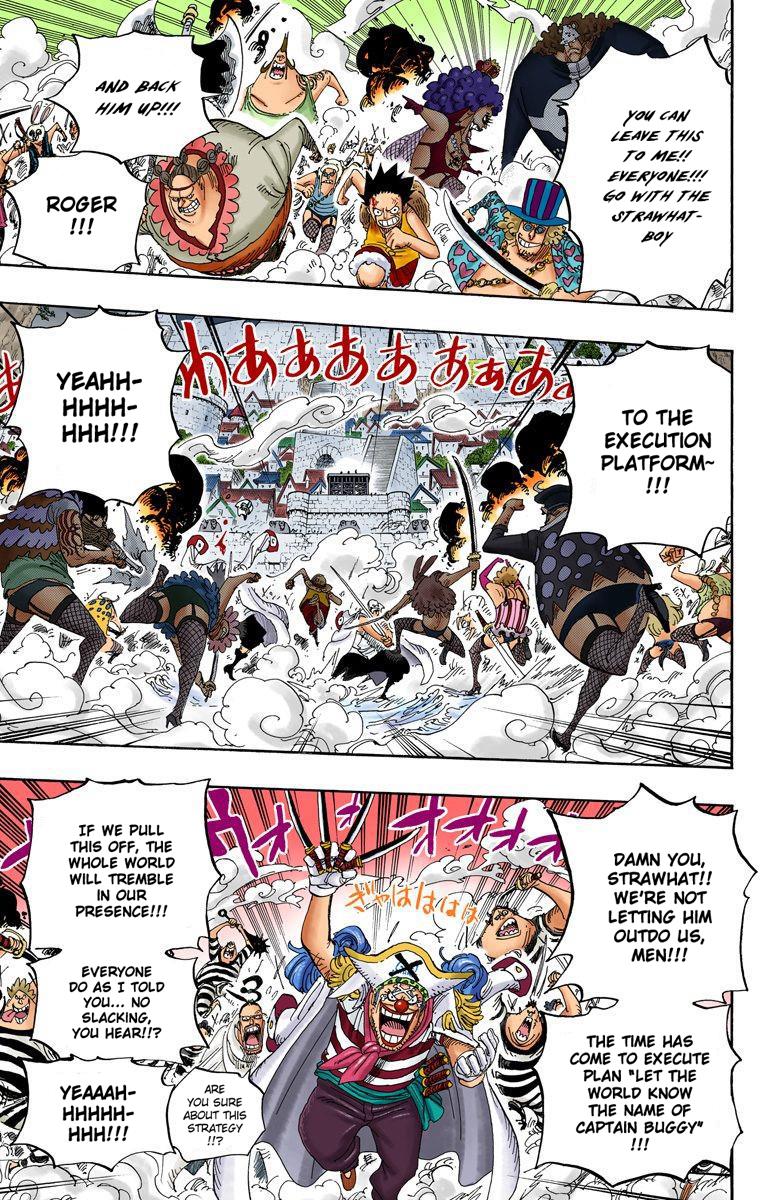 YOU CAN
LEAVE THIS
TO ME!!
EVERYONE!!!
GO WITH THE
STRAWHAT-
BOY
AND BACK
HIM UP!!!!
ROGER
!!!
わあああああああ
TO THE
EXECUTION
PLATFORM~
!!!
YEAHH-
HHHH-
HHH!!!
ウオオオオオ
DAMN YOU,
STRAWHAT!!
WE'RE NOT
LETTING HIM
OUTDO US,
MEN!!!
THE TIME HAS
COME TO EXECUTE
PLAN "LET THE
WORLD KNOW
THE NAME OF
CAPTAIN BUGGY"
!!!
ぎゃはははは
IF WE PULL
THIS OFF, THE
WHOLE WORLD
WILL TREMBLE
IN OUR
PRESENCE!!!
EVERYONE
DO AS I TOLD
YOU... NO
SLACKING,
YOU HEAR!!?
ARE
YOU SURE
ABOUT THIS
STRATEGY
!!?
YEAAAH-
HHHHH-
HHH!!!